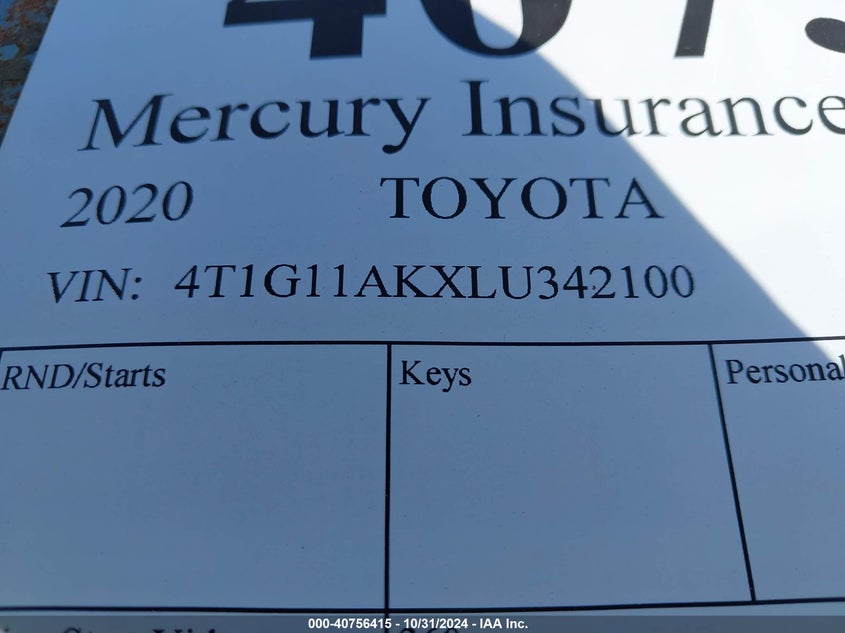 Mercury Insurance
2020 TOYOTA
VIN: 4T1G11AKXLU342100
RND/Starts Keys Personal
000-40756415 - 10/31/2024 - IAA Inc.